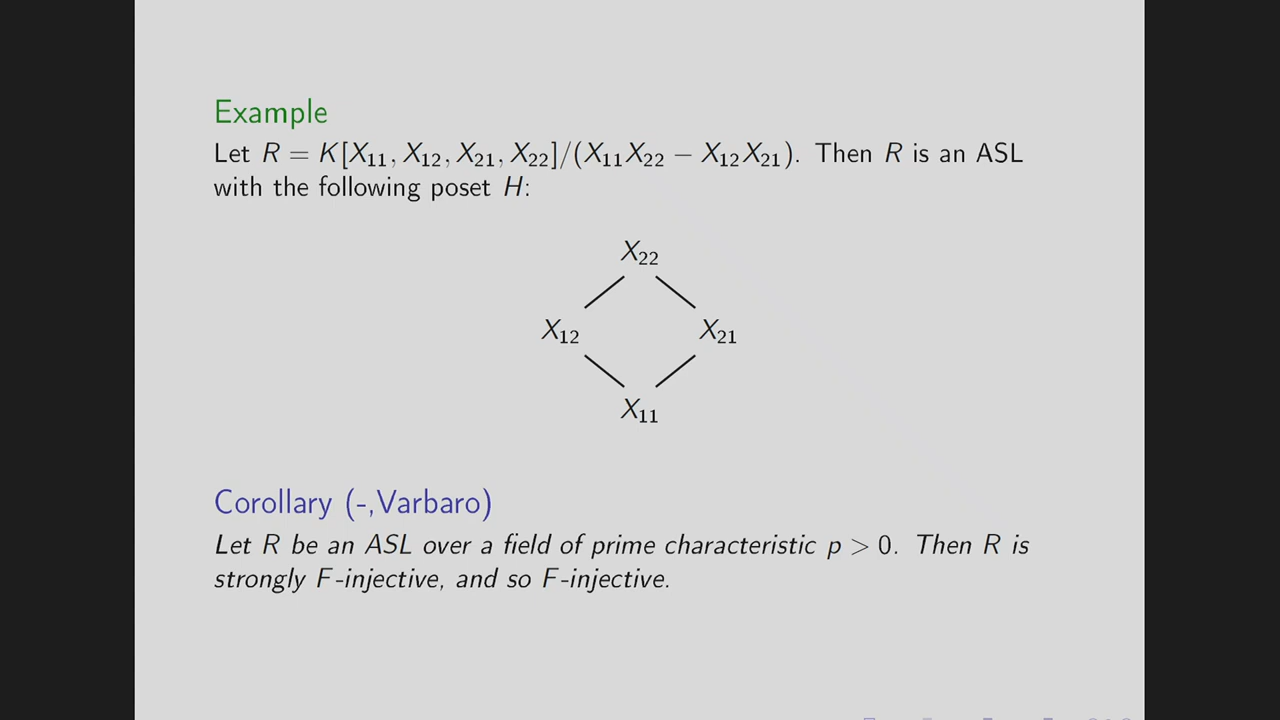 Example
Let R = K[X₁₁, X₁₂, X₂₁, X₂₂]/(X₁₁X₂₂ − X₁₂X₂₁). Then R is an ASL
with the following poset H:
X₂₂
X₁₂ X₂₁
X₁₁
Corollary (-,Varbaro)
Let R be an ASL over a field of prime characteristic p > 0. Then R is
strongly F-injective, and so F-injective.